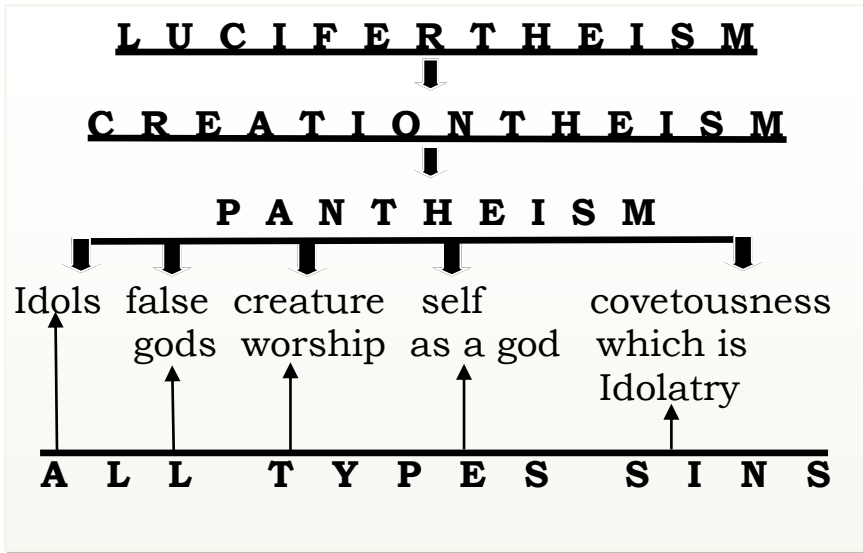 LUCIFERTHEISM
CREATIONTHEISM
PANTHEISM
Idols false creature self covetousness
gods worship as a god which is
Idolatry
ALL TYPES SINS